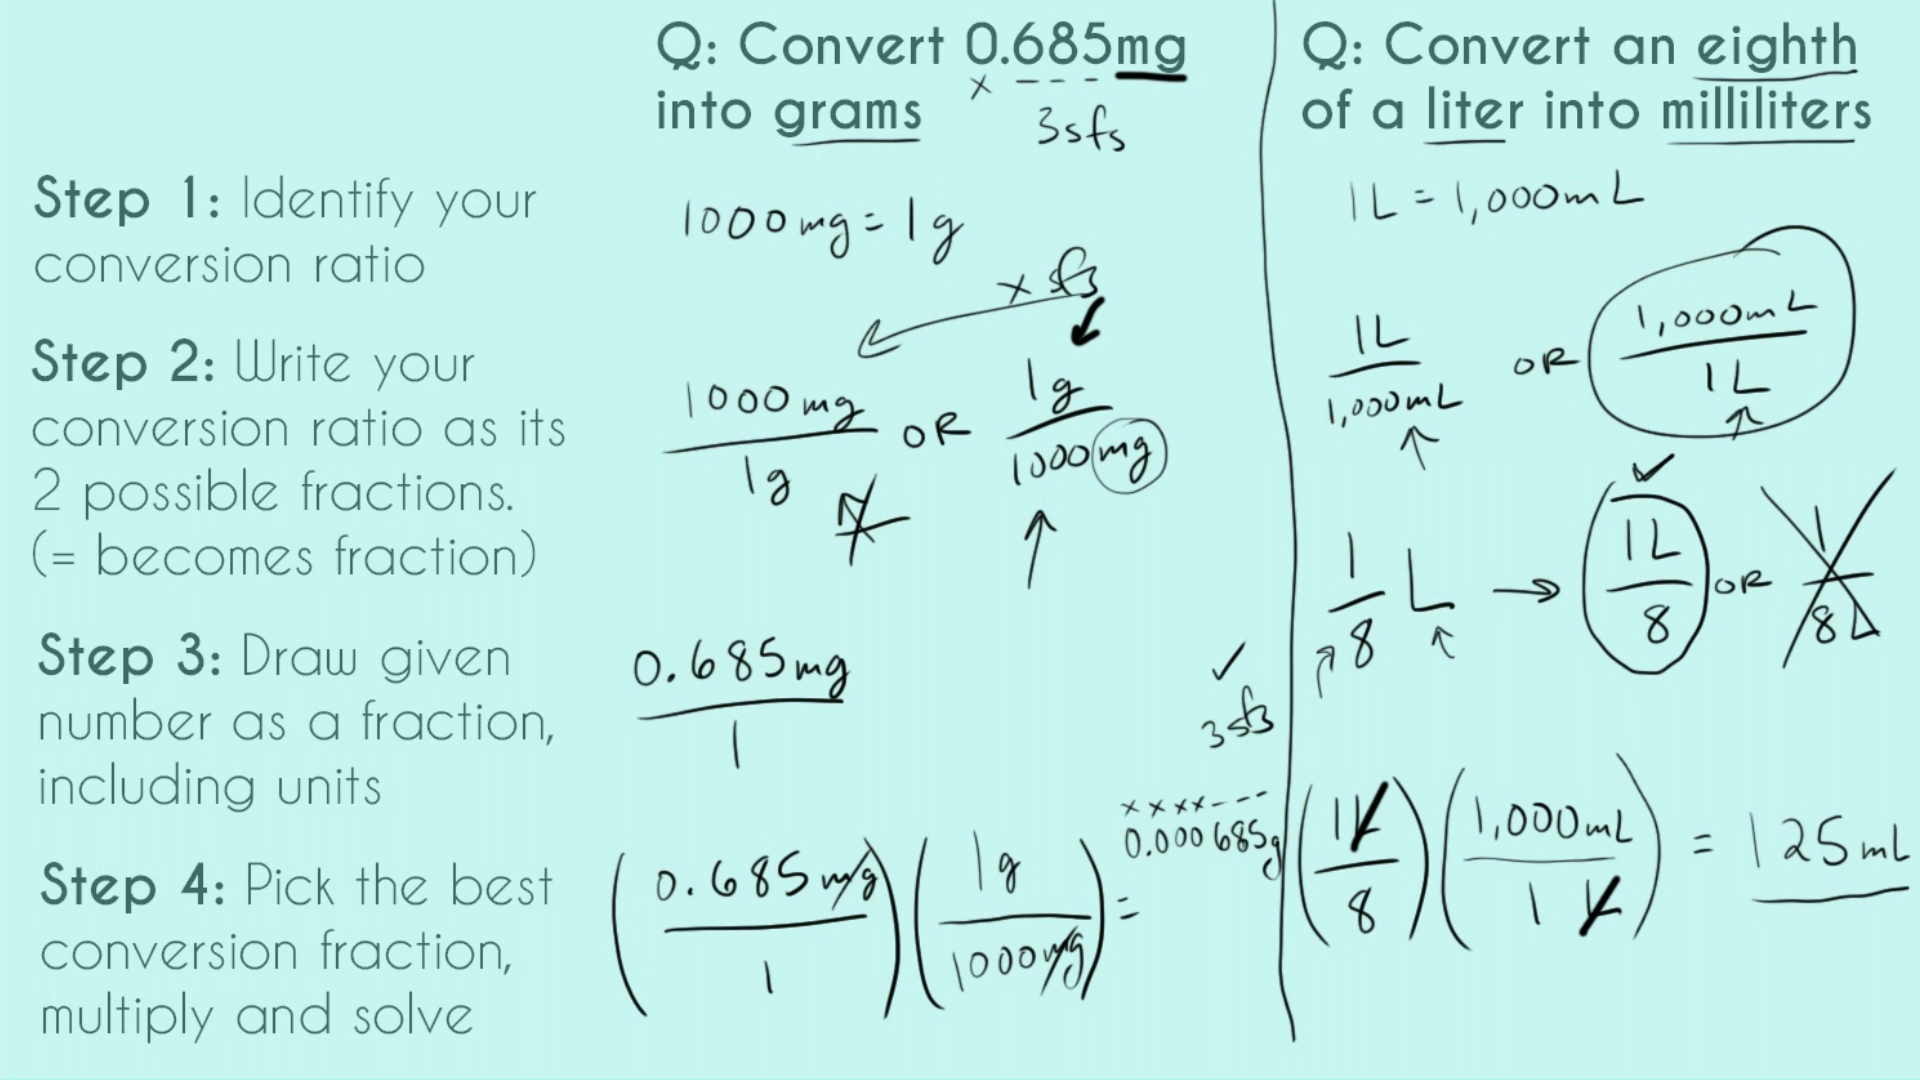 Step 1: Identify your
conversion ratio
Step 2: Write your
conversion ratio as its
2 possible fractions.
(= becomes fraction)
Step 3: Draw given
number as a fraction,
including units
Step 4: Pick the best
conversion fraction,
multiply and solve
Q: Convert 0.685mg
into grams
x - - -
3sfs
1000mg = 1g
x sfs
1000mg
1g
OR
1g
1000mg
0.685mg
1
✓
3sfs
x x x x - - -
0.000685g
(0.685mg
1)
(1g
1000mg)
=
Q: Convert an eighth
of a liter into milliliters
1L = 1,000mL
1L
1,000mL
OR
1,000mL
1L
1
8
L
→
✓
1L
8
OR
1
8L
(1L
8)
(1,000mL
1L)
= 125mL